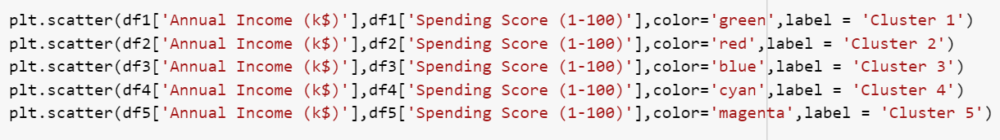 plt.scatter(df1['Annual Income (k$)'],df1['Spending Score (1-100)'],color='green',label = 'Cluster 1')
plt.scatter(df2['Annual Income (k$)'],df2['Spending Score (1-100)'],color='red',label = 'Cluster 2')
plt.scatter(df3['Annual Income (k$)'],df3['Spending Score (1-100)'],color='blue',label = 'Cluster 3')
plt.scatter(df4['Annual Income (k$)'],df4['Spending Score (1-100)'],color='cyan',label = 'Cluster 4')
plt.scatter(df5['Annual Income (k$)'],df5['Spending Score (1-100)'],color='magenta',label = 'Cluster 5')